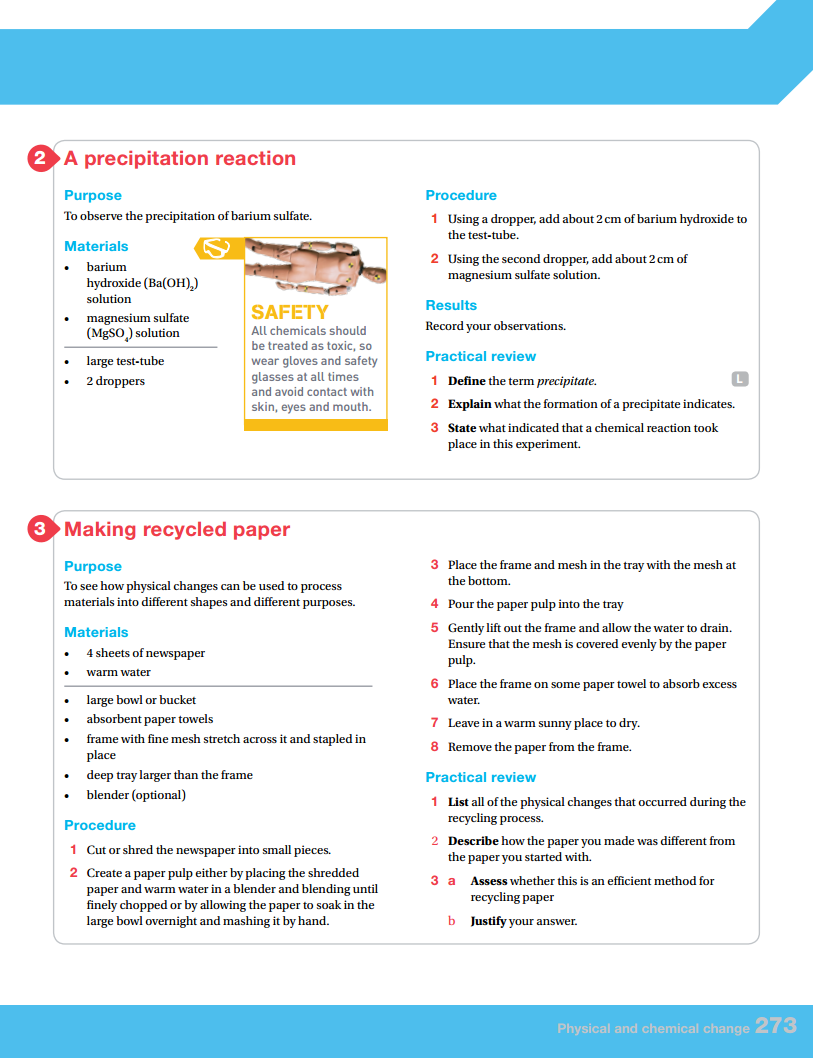 2 A precipitation reaction
Purpose
To observe the precipitation of barium sulfate.
Materials
• barium
hydroxide (Ba(OH)₂)
solution
• magnesium sulfate
(MgSO₄) solution
• large test-tube
• 2 droppers
SAFETY
All chemicals should
be treated as toxic, so
wear gloves and safety
glasses at all times
and avoid contact with
skin, eyes and mouth.
Procedure
1 Using a dropper, add about 2 cm of barium hydroxide to
the test-tube.
2 Using the second dropper, add about 2 cm of
magnesium sulfate solution.
Results
Record your observations.
Practical review
1 Define the term precipitate.
L
2 Explain what the formation of a precipitate indicates.
3 State what indicated that a chemical reaction took
place in this experiment.
3 Making recycled paper
Purpose
To see how physical changes can be used to process
materials into different shapes and different purposes.
Materials
• 4 sheets of newspaper
• warm water
• large bowl or bucket
• absorbent paper towels
• frame with fine mesh stretch across it and stapled in
place
• deep tray larger than the frame
• blender (optional)
Procedure
1 Cut or shred the newspaper into small pieces.
2 Create a paper pulp either by placing the shredded
paper and warm water in a blender and blending until
finely chopped or by allowing the paper to soak in the
large bowl overnight and mashing it by hand.
3 Place the frame and mesh in the tray with the mesh at
the bottom.
4 Pour the paper pulp into the tray
5 Gently lift out the frame and allow the water to drain.
Ensure that the mesh is covered evenly by the paper
pulp.
6 Place the frame on some paper towel to absorb excess
water.
7 Leave in a warm sunny place to dry.
8 Remove the paper from the frame.
Practical review
1 List all of the physical changes that occurred during the
recycling process.
2 Describe how the paper you made was different from
the paper you started with.
3 a Assess whether this is an efficient method for
recycling paper
b Justify your answer.
Physical and chemical change 273